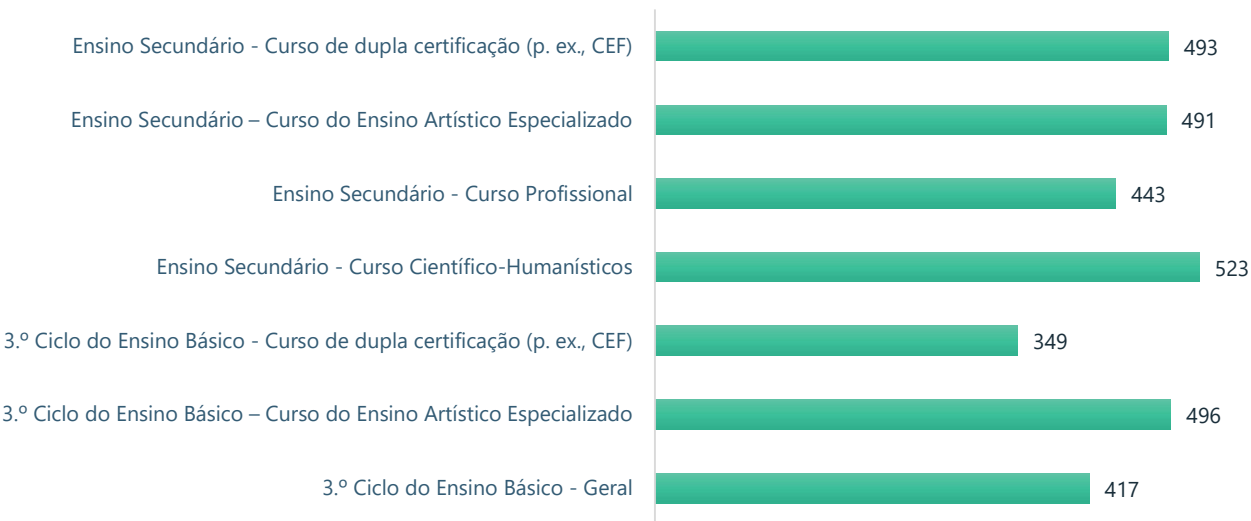 Ensino Secundário - Curso de dupla certificação (p. ex., CEF) 493
Ensino Secundário – Curso do Ensino Artístico Especializado 491
Ensino Secundário - Curso Profissional 443
Ensino Secundário - Curso Científico-Humanísticos 523
3.º Ciclo do Ensino Básico - Curso de dupla certificação (p. ex., CEF) 349
3.º Ciclo do Ensino Básico – Curso do Ensino Artístico Especializado 496
3.º Ciclo do Ensino Básico - Geral 417